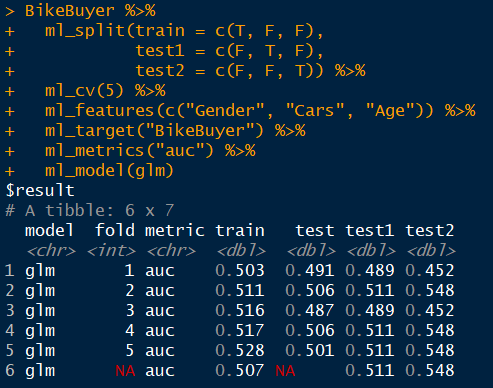 > BikeBuyer %>%
+   ml_split(train = c(T, F, F),
+            test1 = c(F, T, F),
+            test2 = c(F, F, T)) %>%
+   ml_cv(5) %>%
+   ml_features(c("Gender", "Cars", "Age")) %>%
+   ml_target("BikeBuyer") %>%
+   ml_metrics("auc") %>%
+   ml_model(glm)
$result
# A tibble: 6 x 7
  model  fold metric train   test test1 test2
  <chr> <int> <chr>  <dbl>  <dbl> <dbl> <dbl>
1 glm       1 auc    0.503  0.491 0.489 0.452
2 glm       2 auc    0.511  0.506 0.511 0.548
3 glm       3 auc    0.516  0.487 0.489 0.452
4 glm       4 auc    0.517  0.506 0.511 0.548
5 glm       5 auc    0.528  0.501 0.511 0.548
6 glm      NA auc    0.507 NA     0.511 0.548